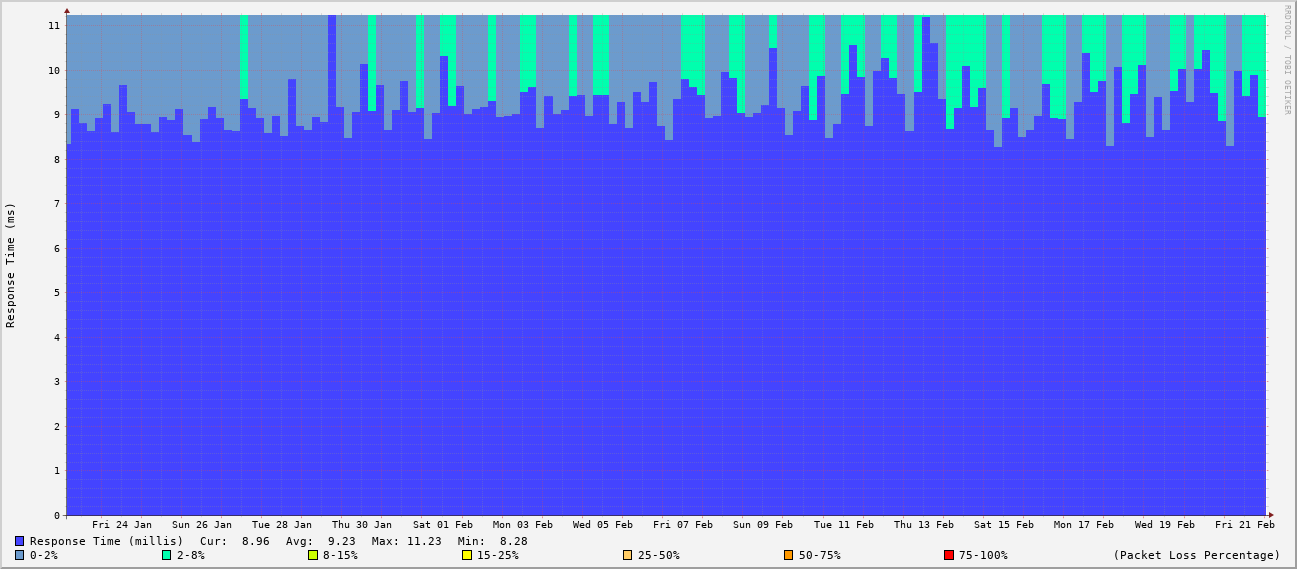 RRDTOOL / TOBI OETIKER
Response Time (ms)
11
10
9
8
7
6
5
4
3
2
1
0
Fri 24 Jan Sun 26 Jan Tue 28 Jan Thu 30 Jan Sat 01 Feb Mon 03 Feb Wed 05 Feb Fri 07 Feb Sun 09 Feb Tue 11 Feb Thu 13 Feb Sat 15 Feb Mon 17 Feb Wed 19 Feb Fri 21 Feb
Response Time (millis) Cur: 8.96 Avg: 9.23 Max: 11.23 Min: 8.28
0-2% 2-8% 8-15% 15-25% 25-50% 50-75% 75-100% (Packet Loss Percentage)